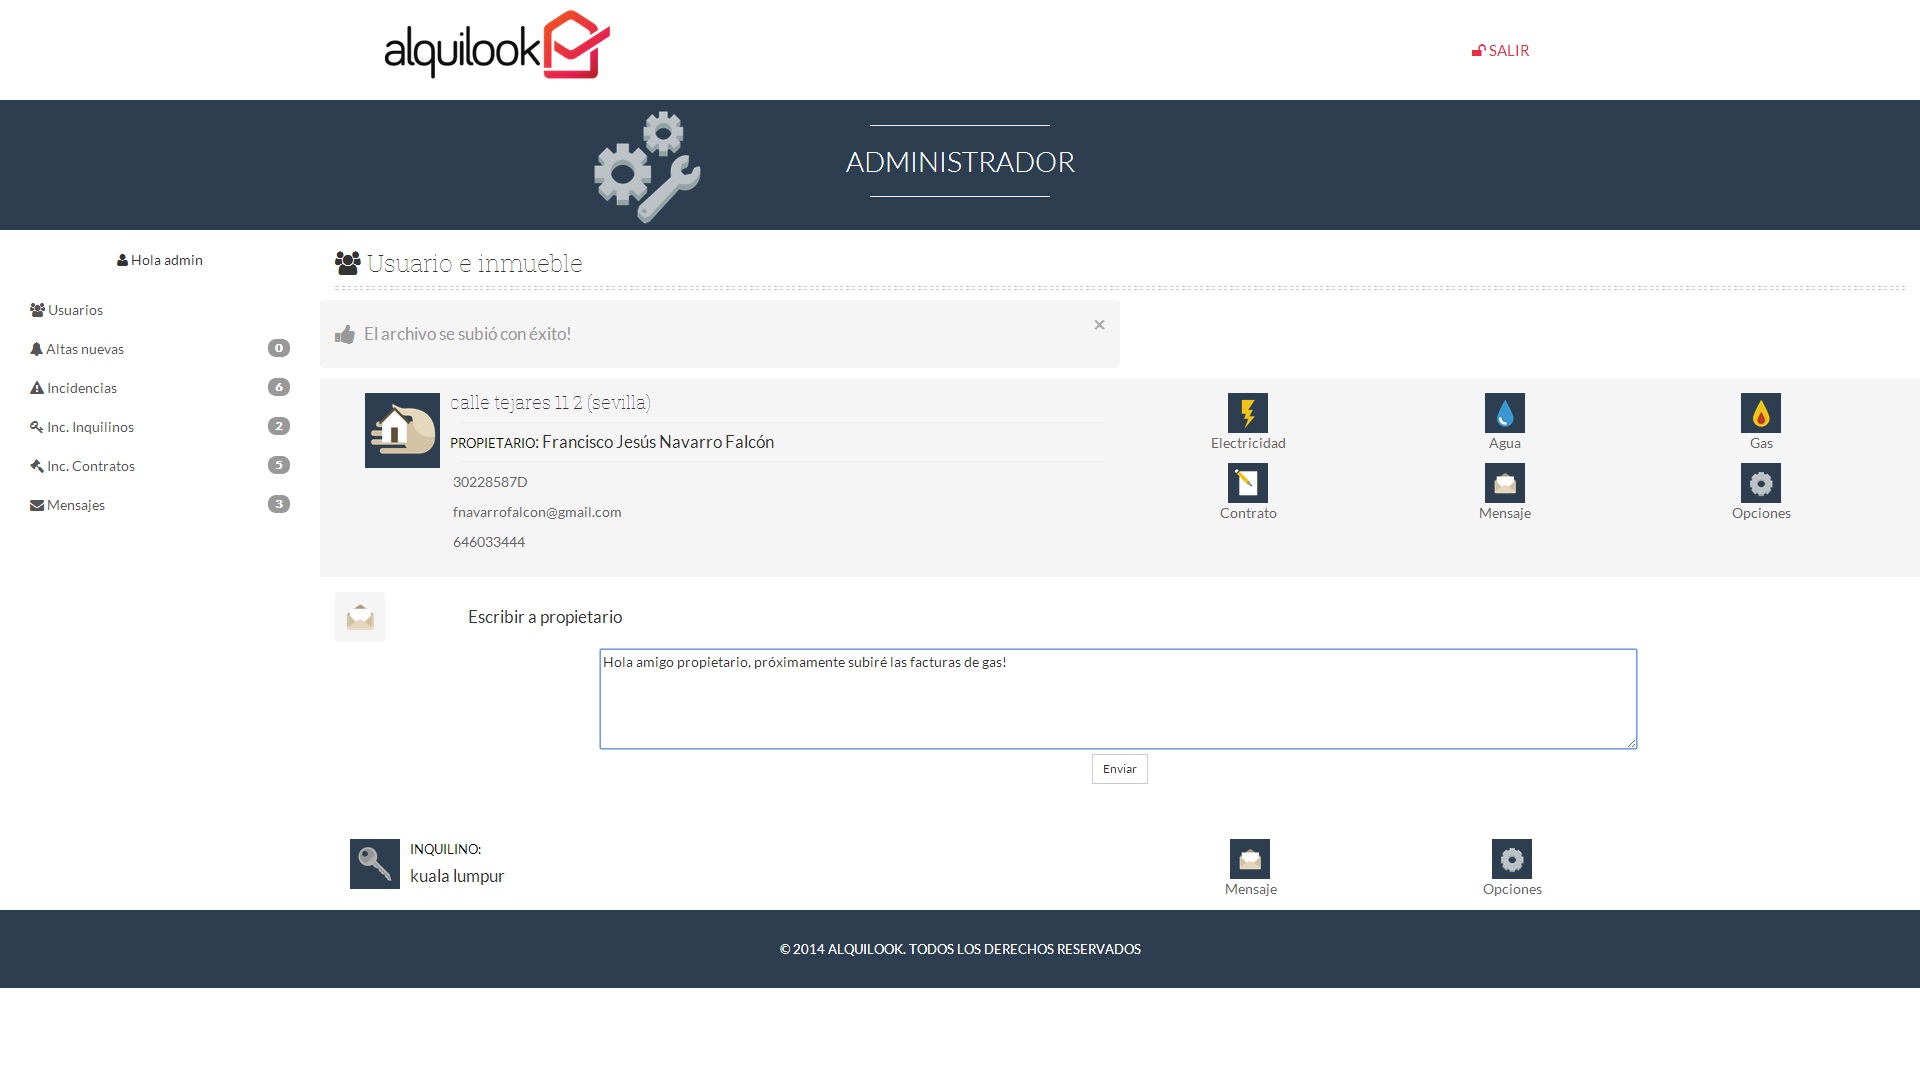 alquilook
SALIR
ADMINISTRADOR
Hola admin
Usuarios
Altas nuevas 0
Incidencias 6
Inc. Inquilinos 2
Inc. Contratos 5
Mensajes 3
Usuario e inmueble
El archivo se subió con éxito!
×
calle tejares 11 2 (sevilla)
PROPIETARIO: Francisco Jesús Navarro Falcón
30228587D
fnavarrofalcon@gmail.com
646033444
Electricidad Agua Gas
Contrato Mensaje Opciones
Escribir a propietario
Hola amigo propietario, próximamente subiré las facturas de gas!
Enviar
INQUILINO:
kuala lumpur
Mensaje Opciones
© 2014 ALQUILOOK. TODOS LOS DERECHOS RESERVADOS